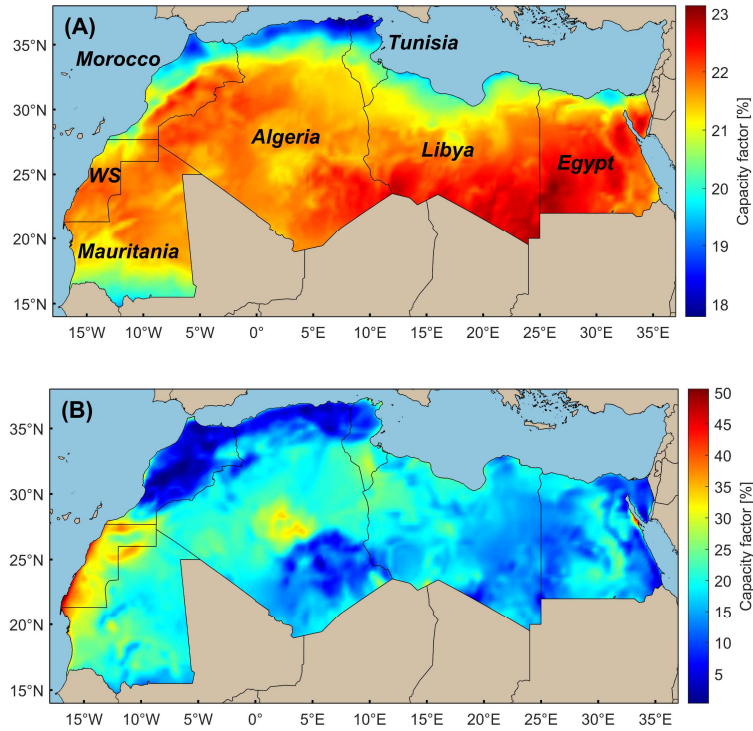 (A)
Morocco
Tunisia
Algeria
Libya
Egypt
WS
Mauritania
35°N
30°N
25°N
20°N
15°N
15°W 10°W 5°W 0° 5°E 10°E 15°E 20°E 25°E 30°E 35°E
23
22
21
20
19
18
Capacity factor [%]
(B)
35°N
30°N
25°N
20°N
15°N
15°W 10°W 5°W 0° 5°E 10°E 15°E 20°E 25°E 30°E 35°E
50
45
40
35
30
25
20
15
10
5
Capacity factor [%]